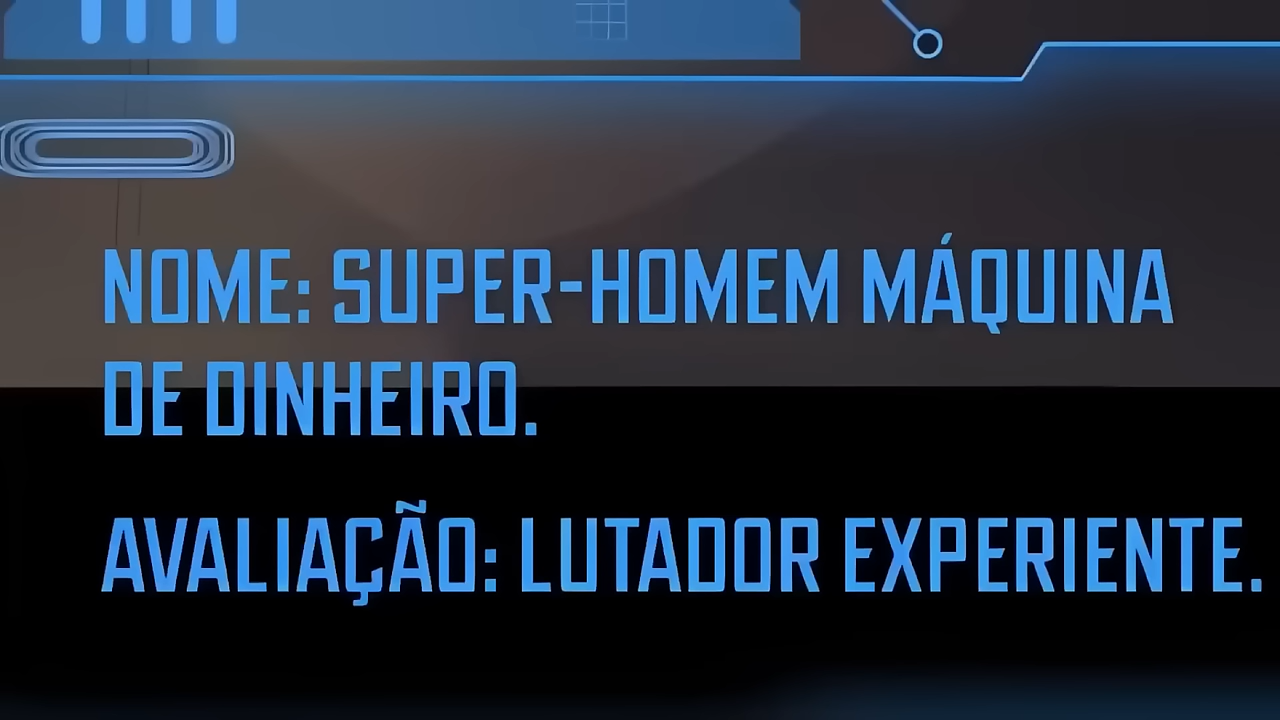 NOME: SUPER-HOMEM MÁQUINA
DE DINHEIRO.
AVALIAÇÃO: LUTADOR EXPERIENTE.